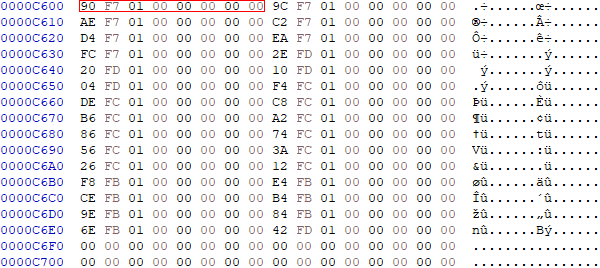 0000C600 90 F7 01 00 00 00 00 00 9C F7 01 00 00 00 00 00 .÷......œ÷......
0000C610 AE F7 01 00 00 00 00 00 C2 F7 01 00 00 00 00 00 ®÷......Â÷......
0000C620 D4 F7 01 00 00 00 00 00 EA F7 01 00 00 00 00 00 Ô÷......ê÷......
0000C630 FC F7 01 00 00 00 00 00 2E FD 01 00 00 00 00 00 ü÷.......ý......
0000C640 20 FD 01 00 00 00 00 00 10 FD 01 00 00 00 00 00  ý.......ý......
0000C650 04 FD 01 00 00 00 00 00 F4 FC 01 00 00 00 00 00 .ý......ôü......
0000C660 DE FC 01 00 00 00 00 00 C8 FC 01 00 00 00 00 00 Þü......Èü......
0000C670 B6 FC 01 00 00 00 00 00 A2 FC 01 00 00 00 00 00 ¶ü......¢ü......
0000C680 86 FC 01 00 00 00 00 00 74 FC 01 00 00 00 00 00 †ü......tü......
0000C690 56 FC 01 00 00 00 00 00 3A FC 01 00 00 00 00 00 Vü......:ü......
0000C6A0 26 FC 01 00 00 00 00 00 12 FC 01 00 00 00 00 00 &ü.......ü......
0000C6B0 F8 FB 01 00 00 00 00 00 E4 FB 01 00 00 00 00 00 øû......äû......
0000C6C0 CE FB 01 00 00 00 00 00 B4 FB 01 00 00 00 00 00 Îû......´û......
0000C6D0 9E FB 01 00 00 00 00 00 84 FB 01 00 00 00 00 00 žû......„û......
0000C6E0 6E FB 01 00 00 00 00 00 42 FD 01 00 00 00 00 00 nû......Bý......
0000C6F0 00 00 00 00 00 00 00 00 00 00 00 00 00 00 00 00 ................
0000C700 00 00 00 00 00 00 00 00 00 00 00 00 00 00 00 00 ................